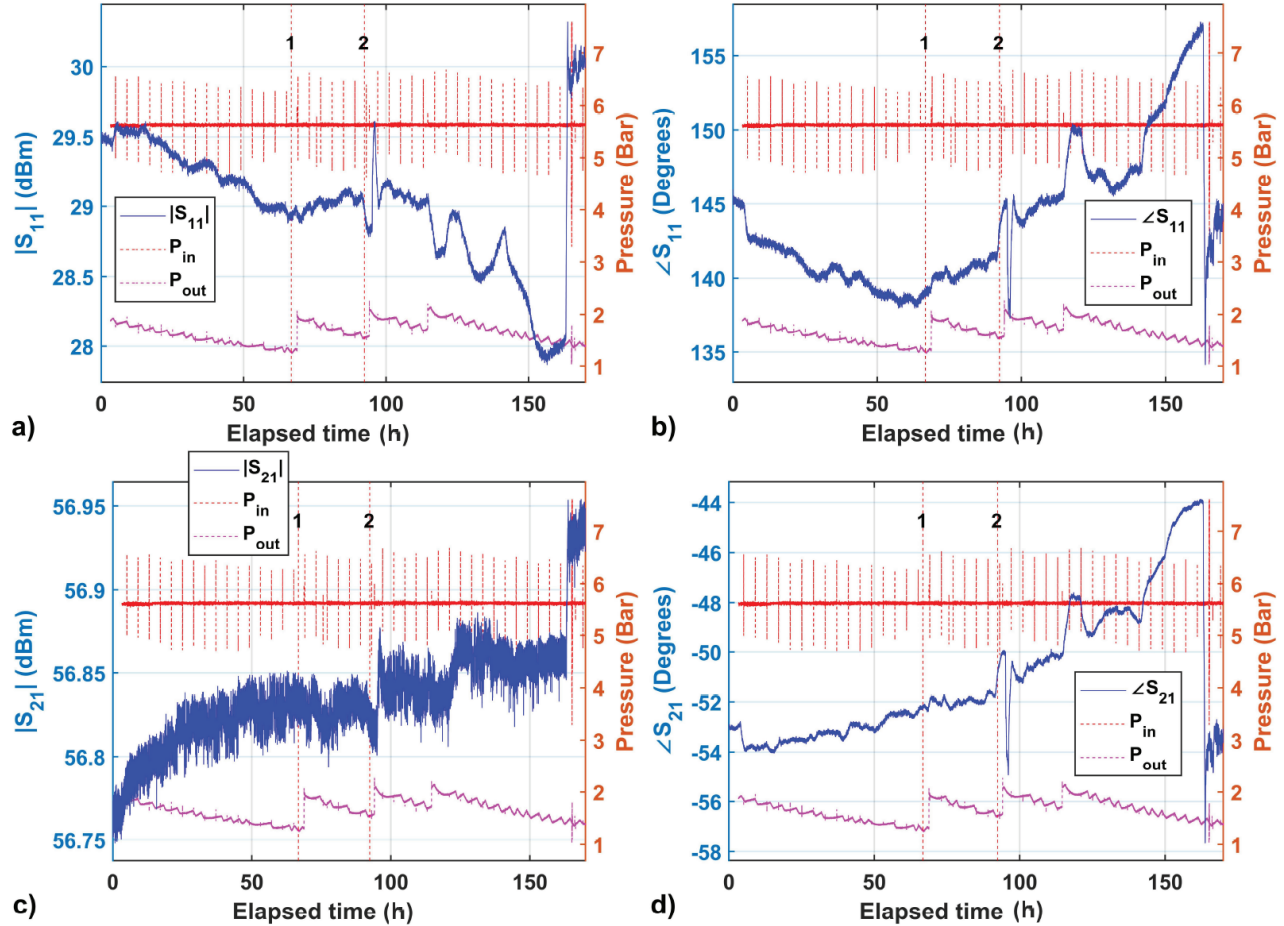 30
29.5
29
28.5
28
|S11| (dBm)
1 2
|S11|
Pin
Pout
7
6
5
4
3
2
1
Pressure (Bar)
0 50 100 150
Elapsed time (h)
a)
155
150
145
140
135
∠S11 (Degrees)
1 2
∠S11
Pin
Pout
7
6
5
4
3
2
1
Pressure (Bar)
0 50 100 150
Elapsed time (h)
b)
56.95
56.9
56.85
56.8
56.75
|S21| (dBm)
|S21|
Pin
Pout
1 2
7
6
5
4
3
2
1
Pressure (Bar)
0 50 100 150
Elapsed time (h)
c)
-44
-46
-48
-50
-52
-54
-56
-58
∠S21 (Degrees)
1 2
∠S21
Pin
Pout
7
6
5
4
3
2
1
Pressure (Bar)
0 50 100 150
Elapsed time (h)
d)